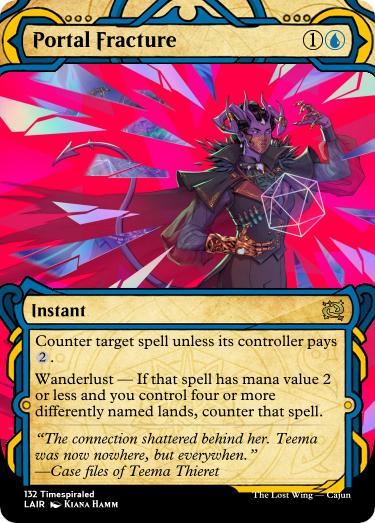 Portal Fracture 1
Instant
Counter target spell unless its controller pays
2.
Wanderlust — If that spell has mana value 2
or less and you control four or more
differently named lands, counter that spell.
“The connection shattered behind her. Teema
was now nowhere, but everywhen.”
—Case files of Teema Thieret
132 Timespiraled
LAIR Kiana Hamm
The Lost Wing — Cajun